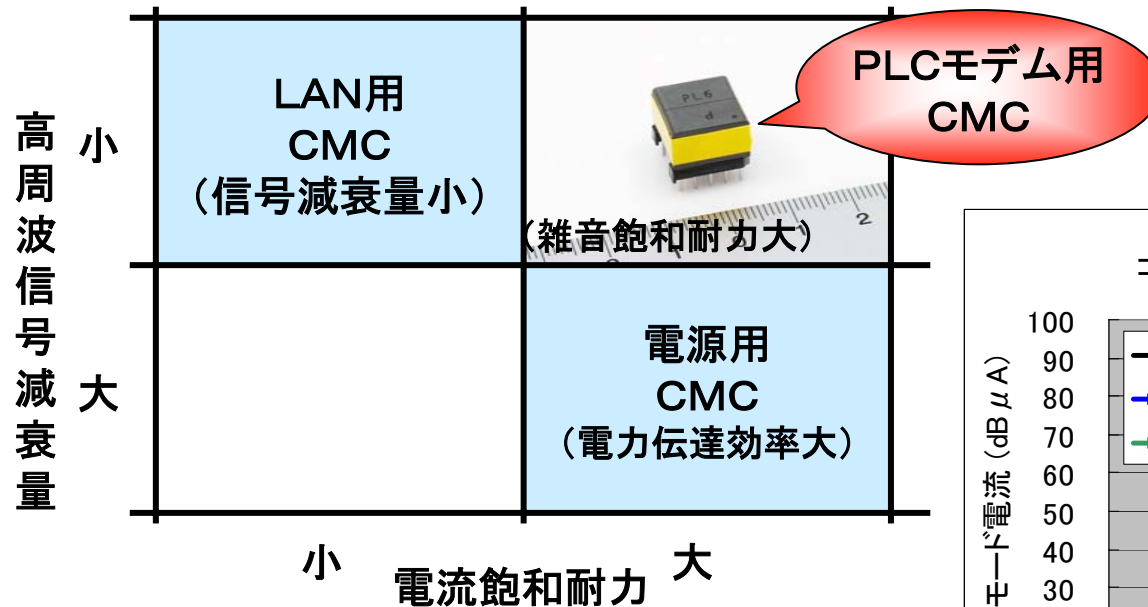 LAN用
CMC
（信号減衰量小）
PLCモデム用
CMC
PL6
d
（雑音飽和耐力大）
1
2
高周波信号減衰量
小
大
電源用
CMC
（電力伝達効率大）
小
大
電流飽和耐力
モード電流（dBμA）
100
90
80
70
60
50
40
30